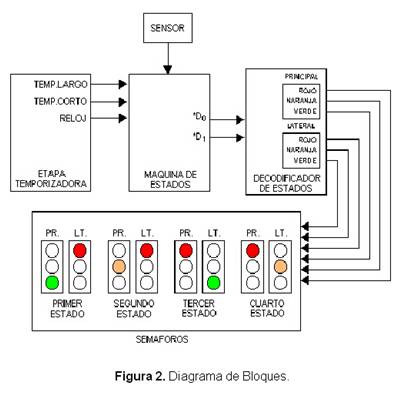 SENSOR
TEMP.LARGO
TEMP.CORTO
RELOJ
ETAPA
TEMPORIZADORA
*D0
*D1
MAQUINA DE
ESTADOS
PRINCIPAL
ROJO
NARANJA
VERDE
LATERAL
ROJO
NARANJA
VERDE
DECODIFICADOR
DE ESTADOS
PR. LT. PR. LT. PR. LT. PR. LT.
PRIMER SEGUNDO TERCER CUARTO
ESTADO ESTADO ESTADO ESTADO
SEMAFOROS
Figura 2. Diagrama de Bloques.